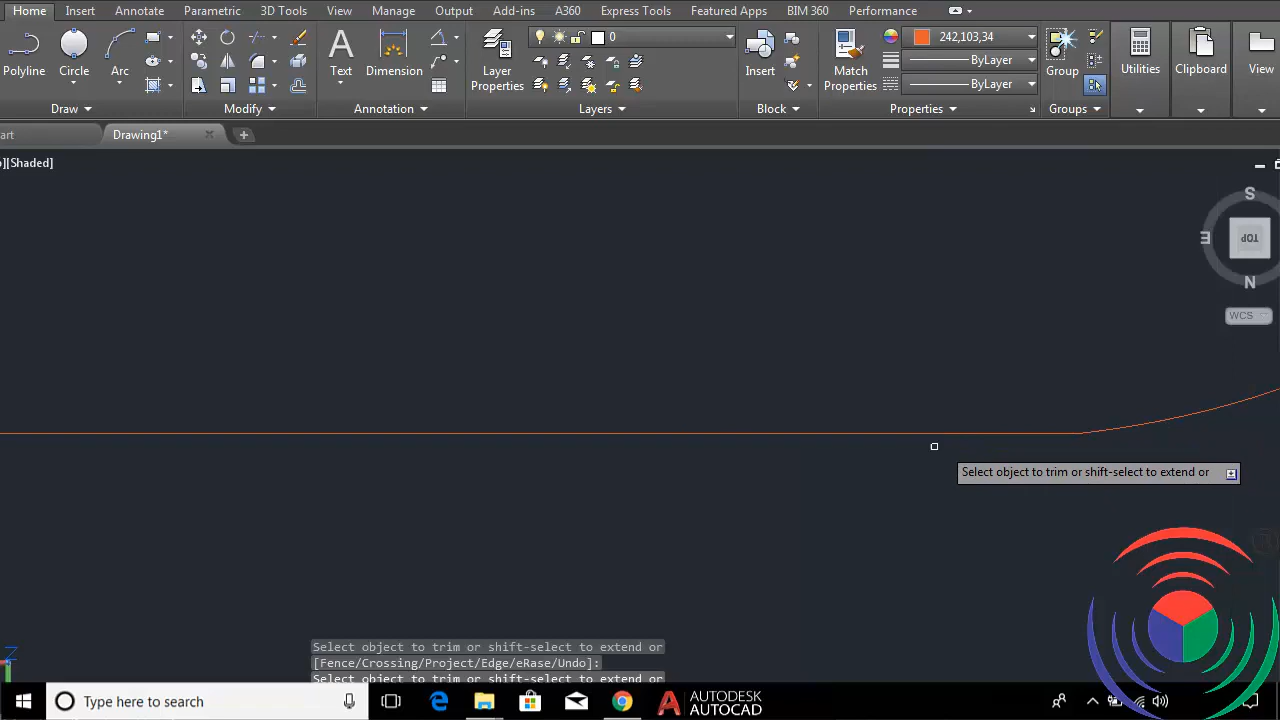 Home Insert Annotate Parametric 3D Tools View Manage Output Add-ins A360 Express Tools Featured Apps BIM 360 Performance
0
242,103,34
ByLayer
ByLayer
Polyline Circle Arc Text Dimension Layer Properties Insert Match Properties Group Utilities Clipboard View
Draw Modify Annotation Layers Block Properties Groups
art Drawing1*
][Shaded]
S
E
TOP
N
WCS
Select object to trim or shift-select to extend or
Z
Select object to trim or shift-select to extend or
[Fence/Crossing/Project/Edge/eRase/Undo]:
Select object to trim or shift-select to extend or
Type here to search
AUTODESK
AUTOCAD